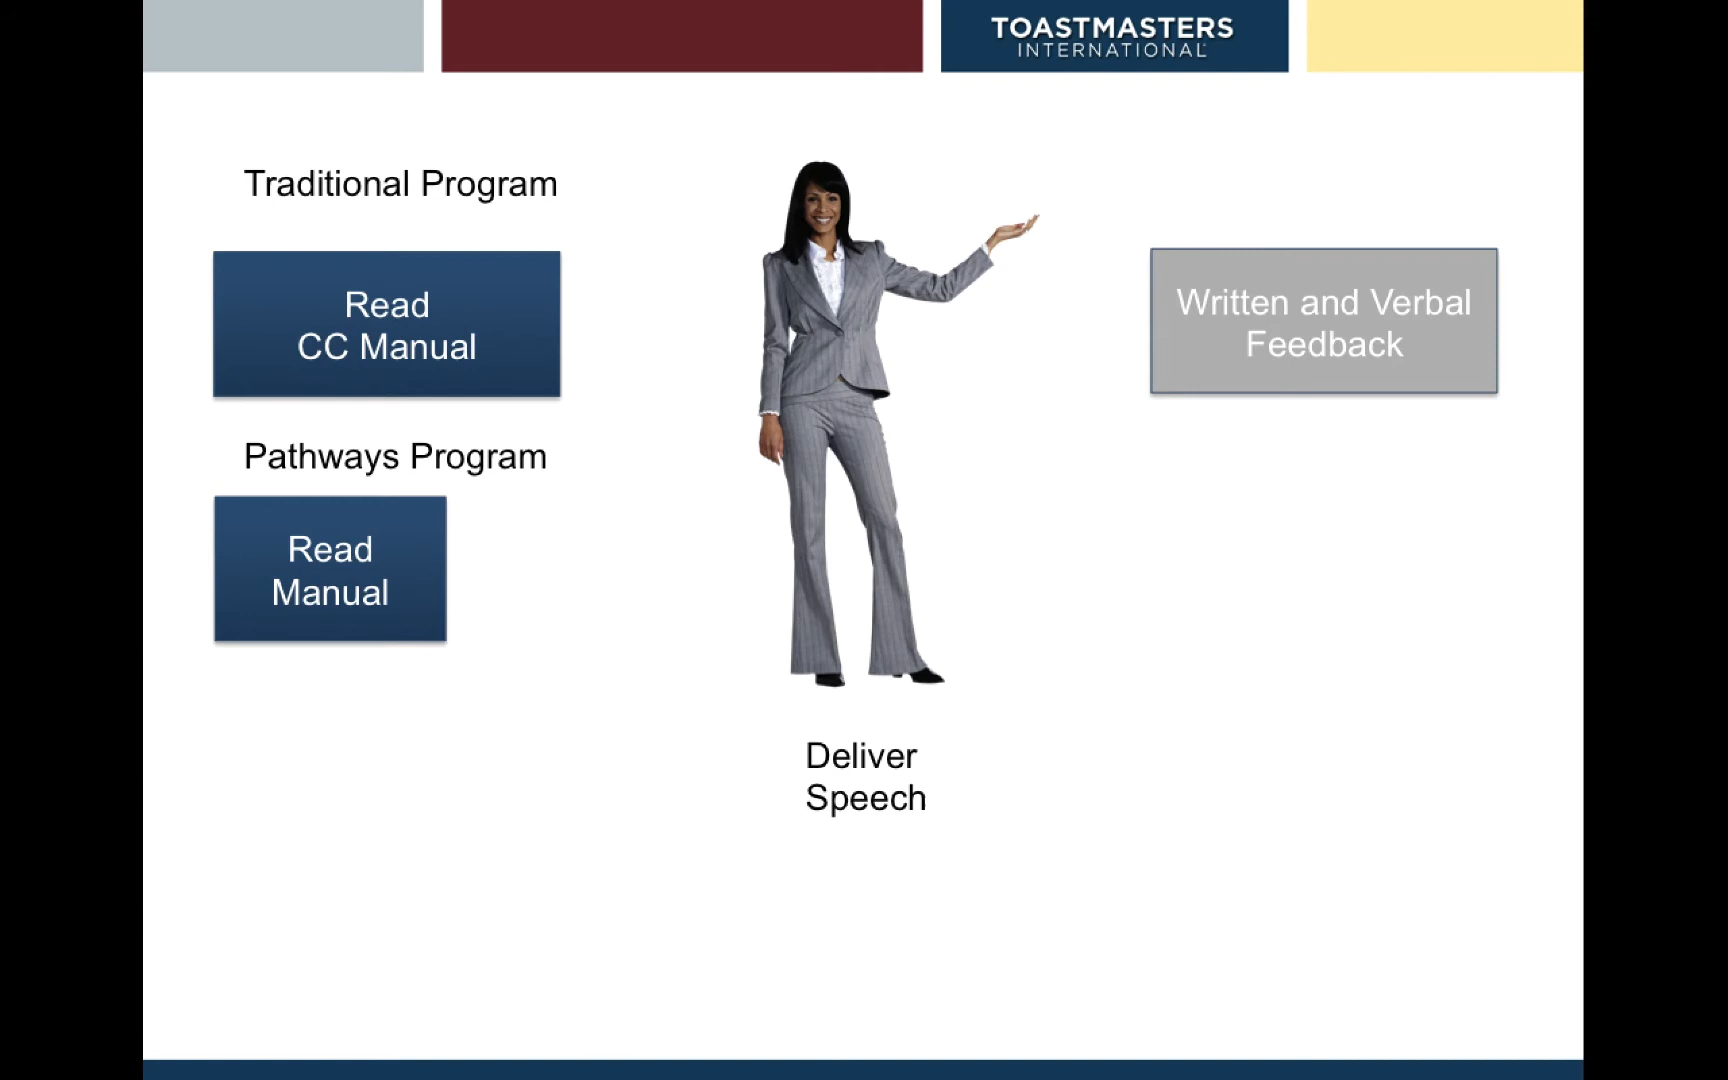 TOASTMASTERS
INTERNATIONAL
Traditional Program
Read
CC Manual
Written and Verbal
Feedback
Pathways Program
Read
Manual
Deliver
Speech